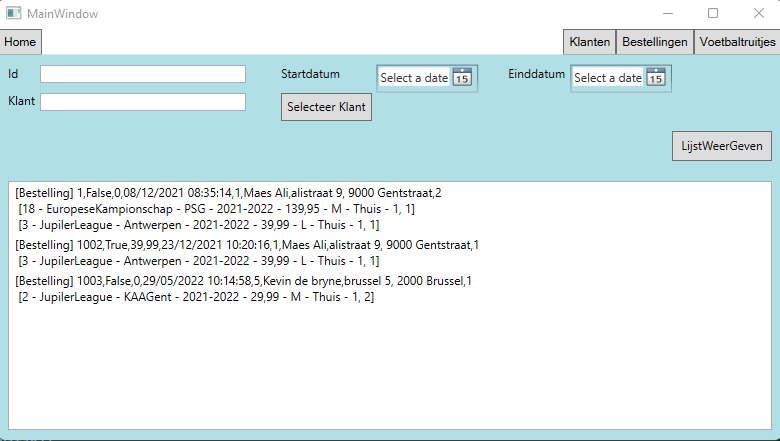 MainWindow
Home Klanten Bestellingen Voetbaltruitjes
Id Startdatum Select a date 15 Einddatum Select a date 15
Klant Selecteer Klant
LijstWeerGeven
[Bestelling] 1,False,0,08/12/2021 08:35:14,1,Maes Ali,alistraat 9, 9000 Gentstraat,2
[18 - EuropeseKampionschap - PSG - 2021-2022 - 139,95 - M - Thuis - 1, 1]
[3 - JupilerLeague - Antwerpen - 2021-2022 - 39,99 - L - Thuis - 1, 1]
[Bestelling] 1002,True,39,99,23/12/2021 10:20:16,1,Maes Ali,alistraat 9, 9000 Gentstraat,1
[3 - JupilerLeague - Antwerpen - 2021-2022 - 39,99 - L - Thuis - 1, 1]
[Bestelling] 1003,False,0,29/05/2022 10:14:58,5,Kevin de bryne,brussel 5, 2000 Brussel,1
[2 - JupilerLeague - KAAGent - 2021-2022 - 29,99 - M - Thuis - 1, 2]